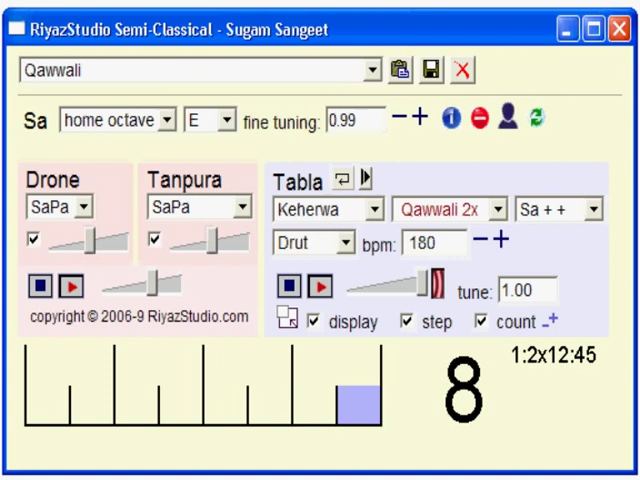 RiyazStudio Semi-Classical - Sugam Sangeet
Qawwali
Sa home octave E fine tuning: 0.99 - +
Drone Tanpura Tabla
SaPa SaPa Keherwa Qawwali 2x Sa + +
Drut bpm: 180 - +
tune: 1.00
copyright © 2006-9 RiyazStudio.com display step count -+
1:2x12:45
8